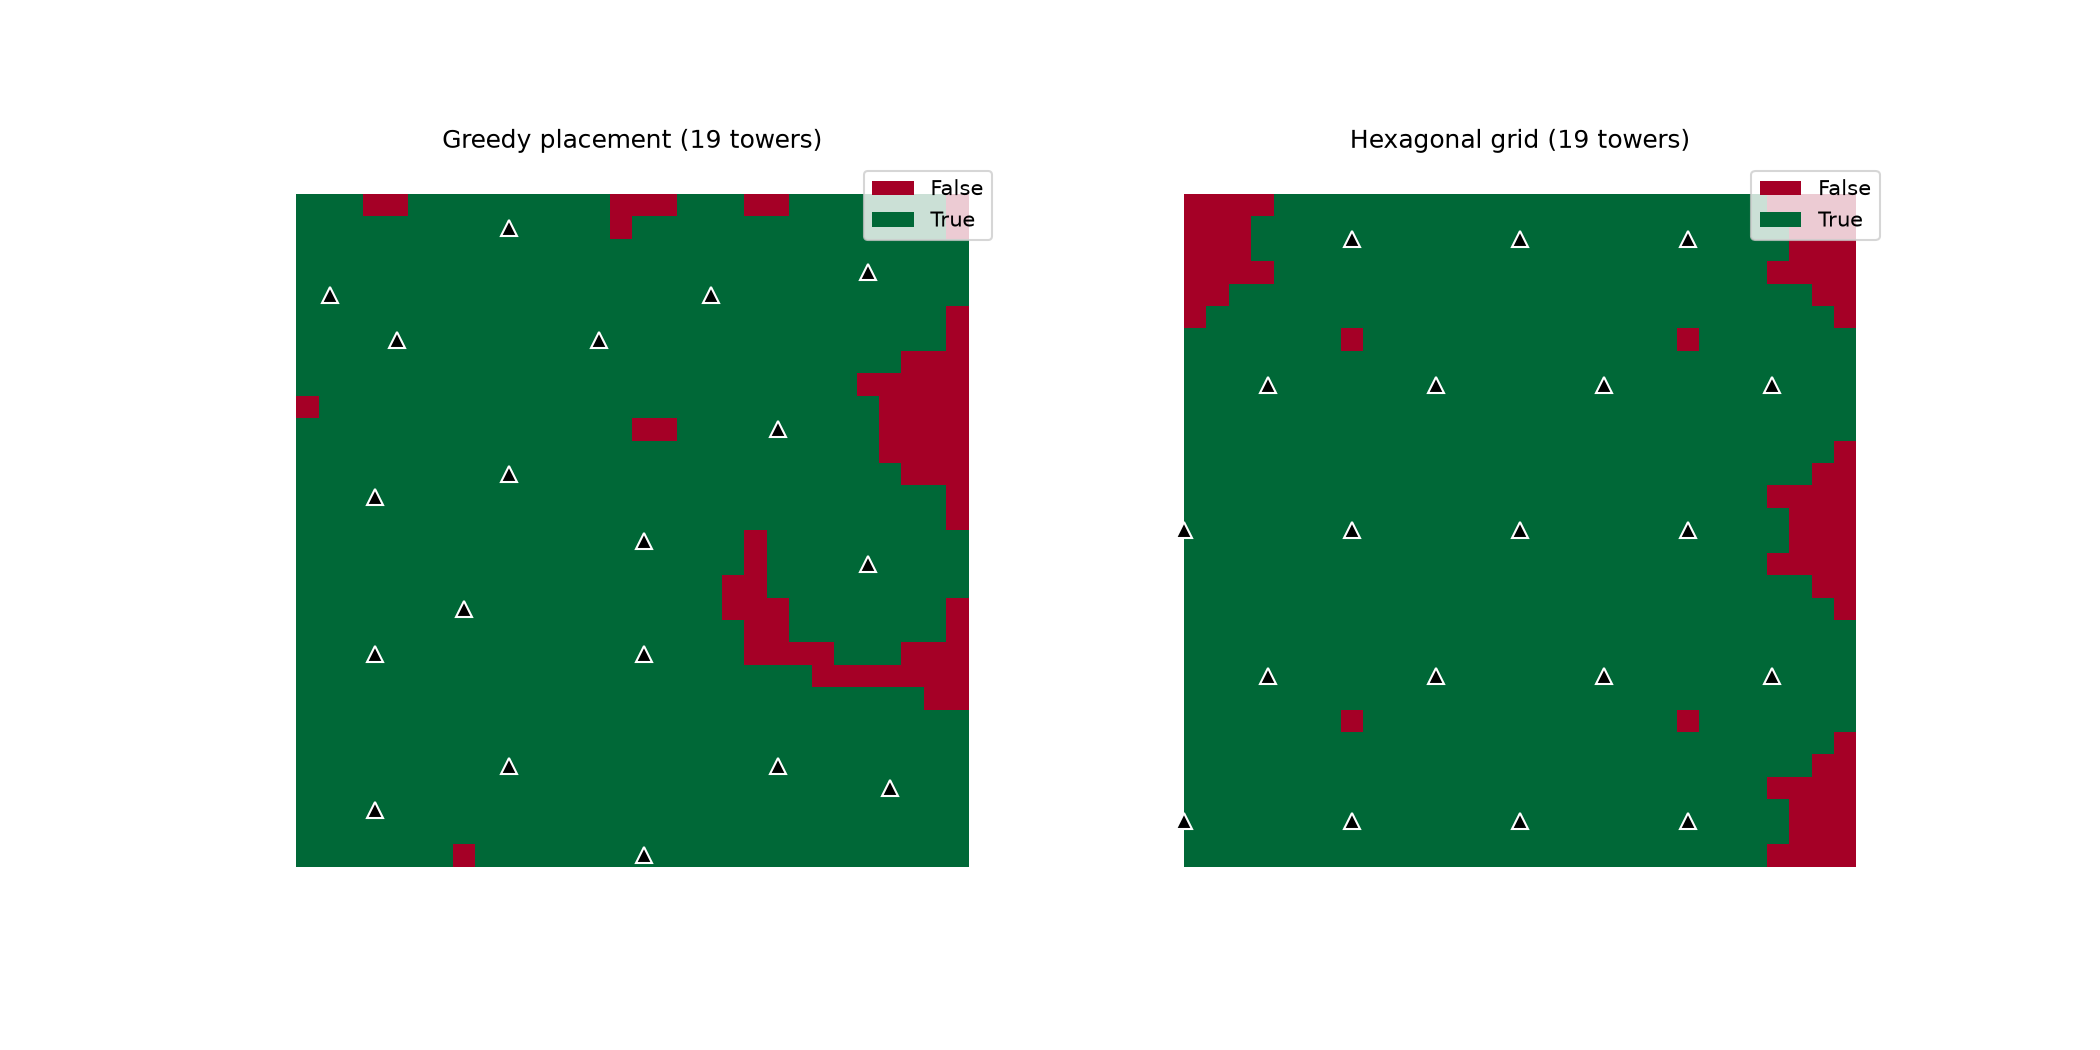 Greedy placement (19 towers)
False
True
Hexagonal grid (19 towers)
False
True